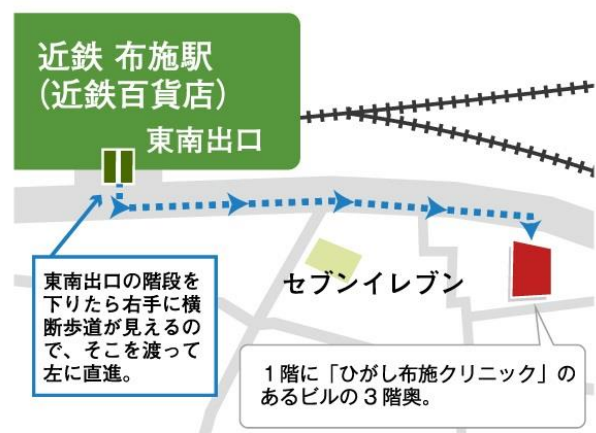 近鉄 布施駅
(近鉄百貨店)
東南出口
東南出口の階段を
下りたら右手に横
断歩道が見えるの
で、そこを渡って
左に直進。
セブンイレブン
1階に「ひがし布施クリニック」の
あるビルの3階奥。